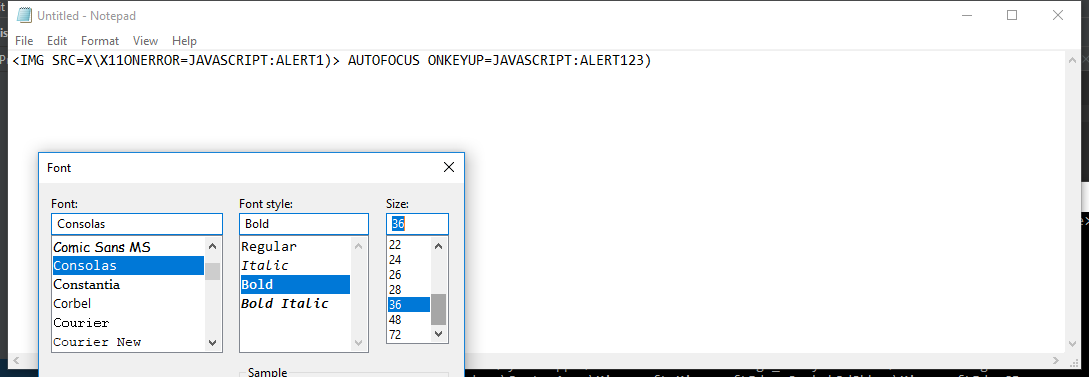 Untitled - Notepad
File Edit Format View Help
<IMG SRC=X\X11ONERROR=JAVASCRIPT:ALERT1)> AUTOFOCUS ONKEYUP=JAVASCRIPT:ALERT123)
Font
Font: Font style: Size:
Consolas Bold 36
Comic Sans MS
Consolas
Constantia
Corbel
Courier
Courier New
Regular
Italic
Bold
Bold Italic
22
24
26
28
36
48
72
Sample